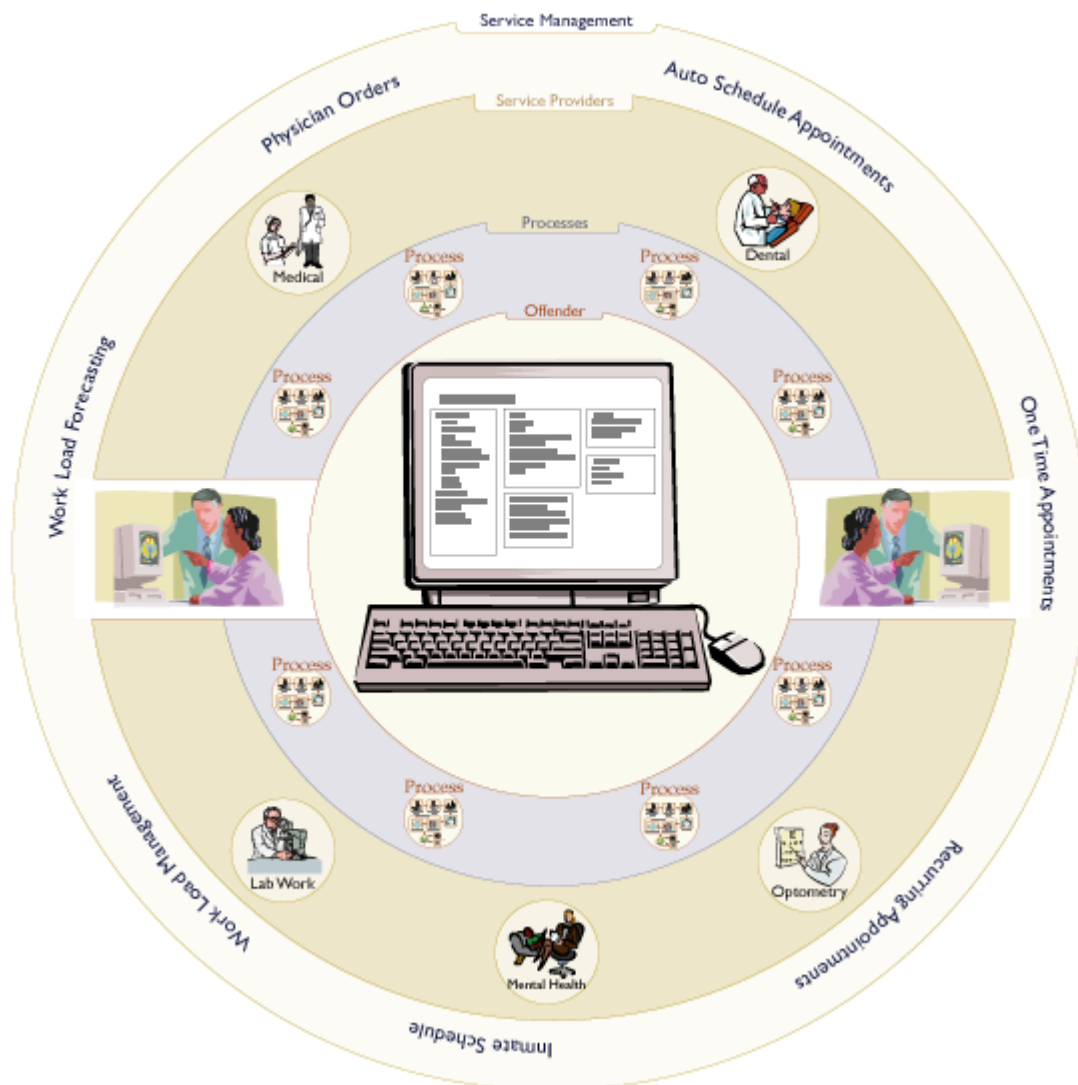 Service Management
Physician Orders
Auto Schedule Appointments
Service Providers
Medical
Dental
Processes
Process
Process
Offender
Process
Process
Work Load Forecasting
One Time Appointments
Process
Process
Process
Process
Work Load Management
Lab Work
Optometry
Recurring Appointments
Mental Health
Inmate Schedule